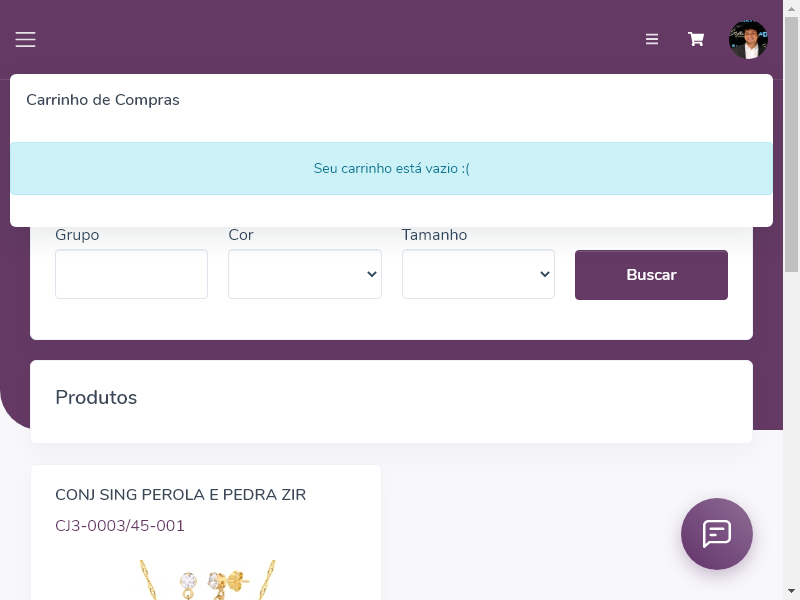 Carrinho de Compras
Seu carrinho está vazio :(
Grupo
Cor
Tamanho
Buscar
Produtos
CONJ SING PEROLA E PEDRA ZIR
CJ3-0003/45-001